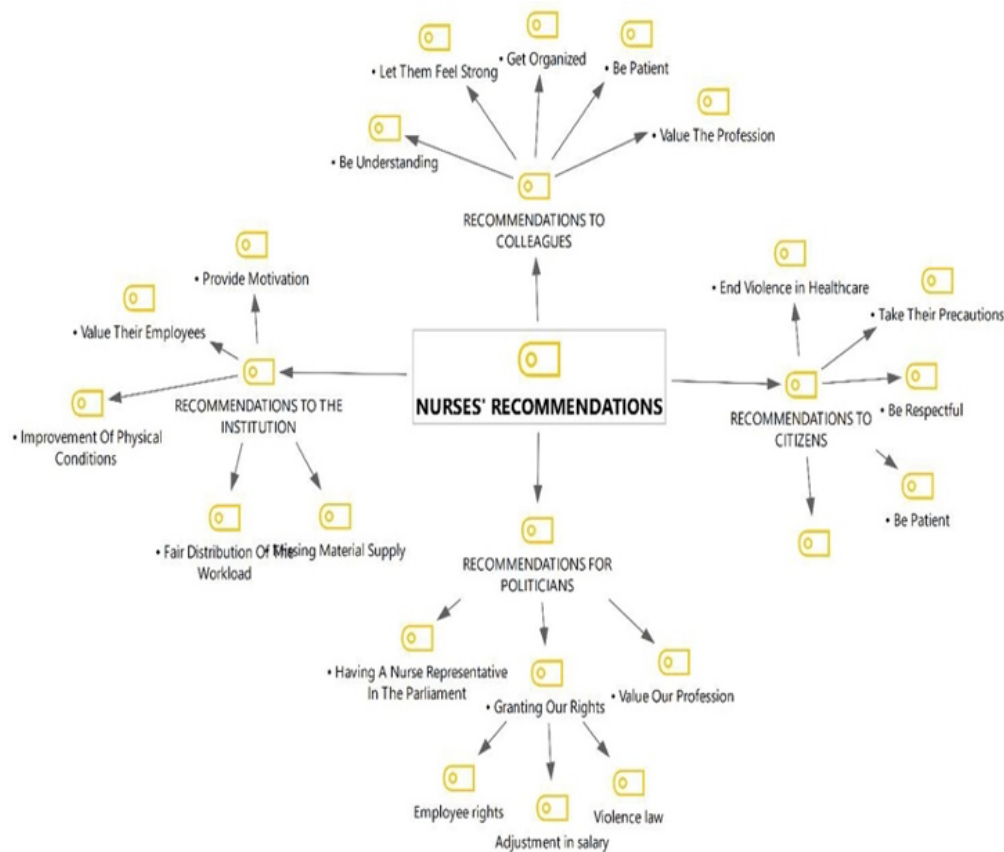 • Get Organized
• Let Them Feel Strong
• Be Patient
• Value The Profession
• Be Understanding
RECOMMENDATIONS TO
COLLEAGUES
• Provide Motivation
• Value Their Employees
RECOMMENDATIONS TO THE
INSTITUTION
• Improvement Of Physical
Conditions
• Fair Distribution Of The
Workload
• Missing Material Supply
NURSES' RECOMMENDATIONS
• End Violence in Healthcare
• Take Their Precautions
RECOMMENDATIONS TO
CITIZENS
• Be Respectful
• Be Patient
RECOMMENDATIONS FOR
POLITICIANS
• Having A Nurse Representative
In The Parliament
• Granting Our Rights
• Value Our Profession
Employee rights
Adjustment in salary
Violence law